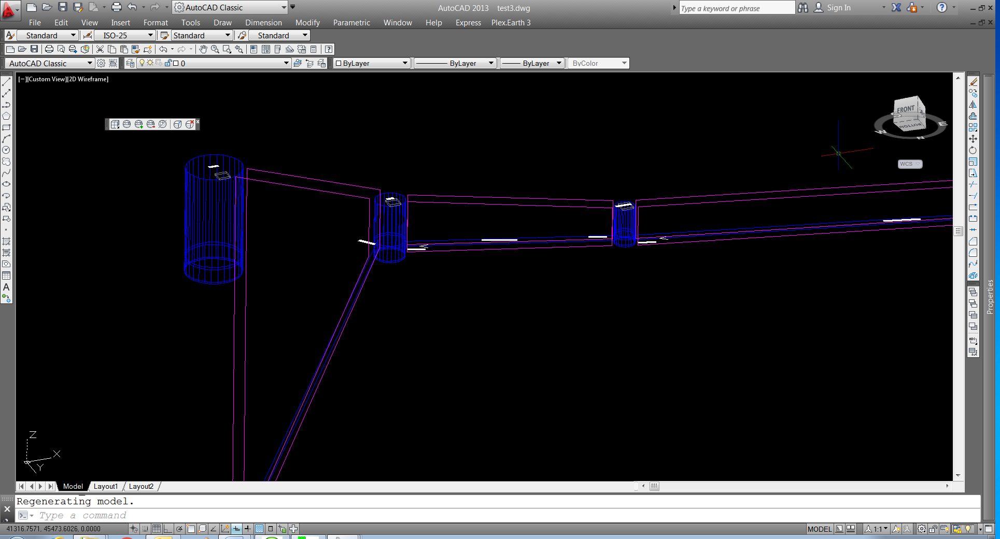 AutoCAD Classic
AutoCAD 2013 test3.dwg
Type a keyword or phrase
Sign In
File Edit View Insert Format Tools Draw Dimension Modify Parametric Window Help Express Plex.Earth 3
Standard ISO-25 Standard Standard
AutoCAD Classic 0 ByLayer ByLayer ByLayer ByColor
[−][Custom View][2D Wireframe]
FRONT
BOTTOM
S E
W N
WCS
Properties
Z
X
Y
Model Layout1 Layout2
Regenerating model.
Type a command
41316.7571, 45473.6026, 0.0000
MODEL 1:1
A
ABC